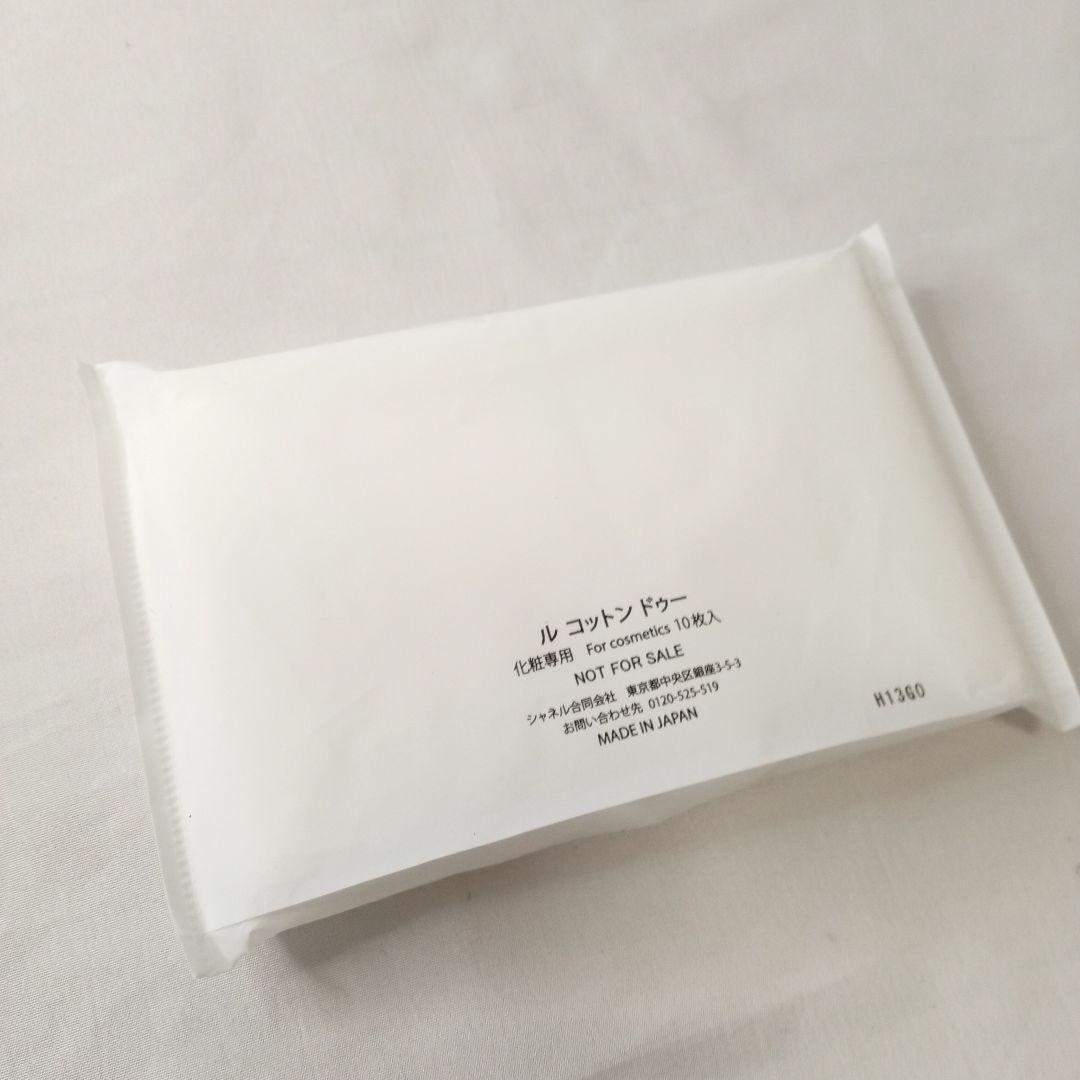 ル コットン ドゥー
化粧専用 For cosmetics 10枚入
NOT FOR SALE
シャネル合同会社 東京都中央区銀座3-5-3
お問い合わせ先 0120-525-519
MADE IN JAPAN
H13G0